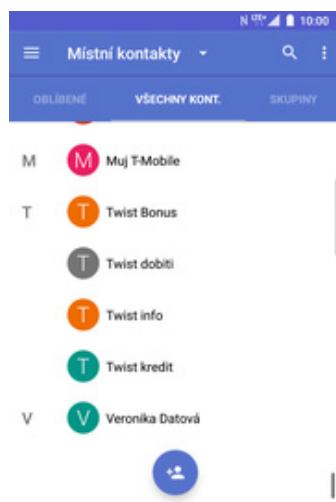 N LTE+ 10:00
Místní kontakty
OBLÍBENÉ VŠECHNY KONT. SKUPINY
M M Muj T-Mobile
T T Twist Bonus
T Twist dobiti
T Twist info
T Twist kredit
V V Veronika Datová